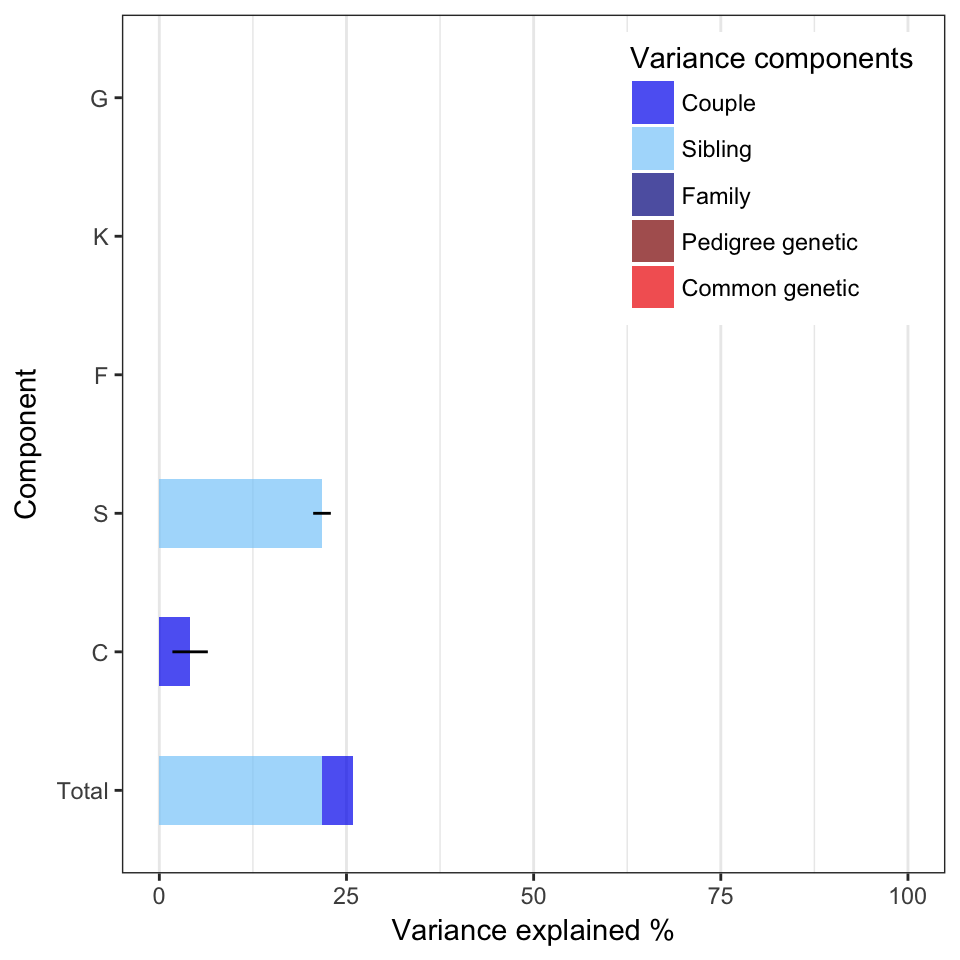 Variance components
Couple
Sibling
Family
Pedigree genetic
Common genetic
Component
G
K
F
S
C
Total
0 25 50 75 100
Variance explained %